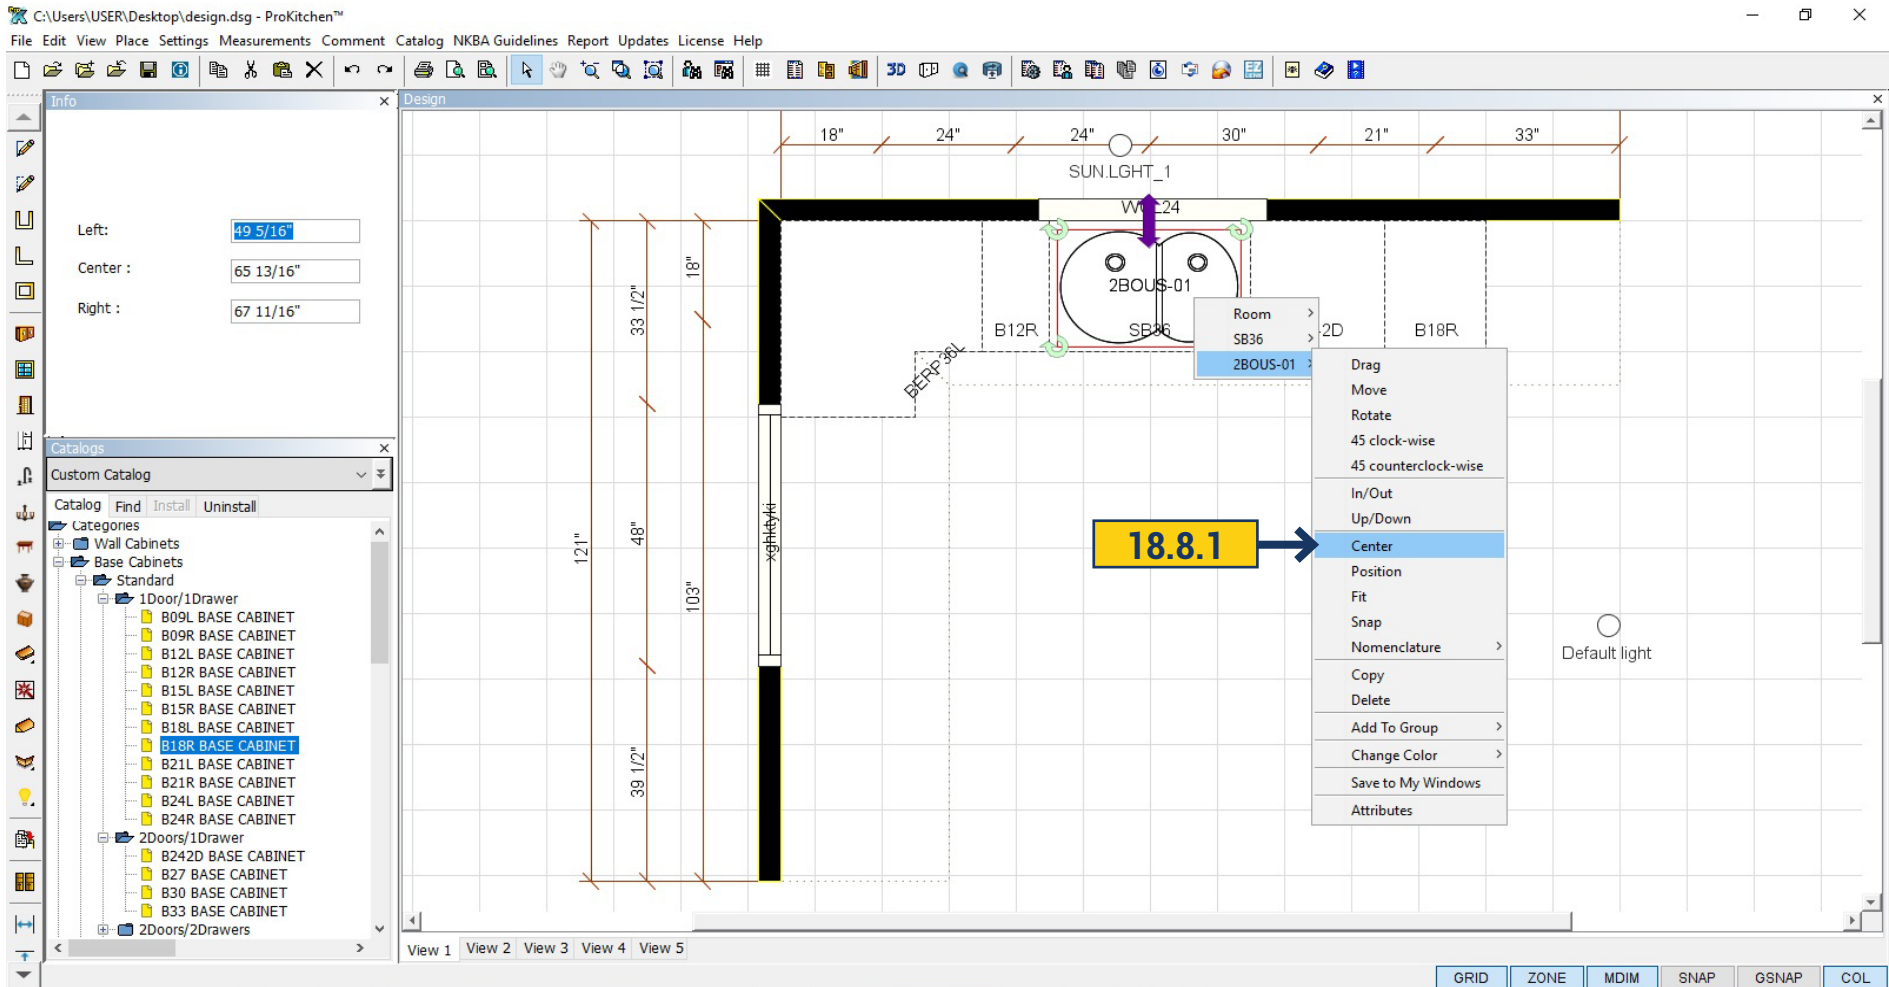 C:\Users\USER\Desktop\design.dsg - ProKitchen™
File Edit View Place Settings Measurements Comment Catalog NKBA Guidelines Report Updates License Help
3D
EZ
Info
Left:
49 5/16"
Center :
65 13/16"
Right :
67 11/16"
Catalogs
Custom Catalog
Catalog Find Install Uninstall
Categories
Wall Cabinets
Base Cabinets
Standard
1Door/1Drawer
B09L BASE CABINET
B09R BASE CABINET
B12L BASE CABINET
B12R BASE CABINET
B15L BASE CABINET
B15R BASE CABINET
B18L BASE CABINET
B18R BASE CABINET
B21L BASE CABINET
B21R BASE CABINET
B24L BASE CABINET
B24R BASE CABINET
2Doors/1Drawer
B242D BASE CABINET
B27 BASE CABINET
B30 BASE CABINET
B33 BASE CABINET
2Doors/2Drawers
Design
18" 24" 24" 30" 21" 33"
SUN.LGHT_1
24
2BOUS-01
B12R SB36 2D B18R
BERP36L
18"
33 1/2"
121"
48"
103"
39 1/2"
xghktyki
Room
SB36
2BOUS-01
Drag
Move
Rotate
45 clock-wise
45 counterclock-wise
In/Out
Up/Down
Center
Position
Fit
Snap
Nomenclature
Copy
Delete
Add To Group
Change Color
Save to My Windows
Attributes
18.8.1
Default light
View 1 View 2 View 3 View 4 View 5
GRID ZONE MDIM SNAP GSNAP COL